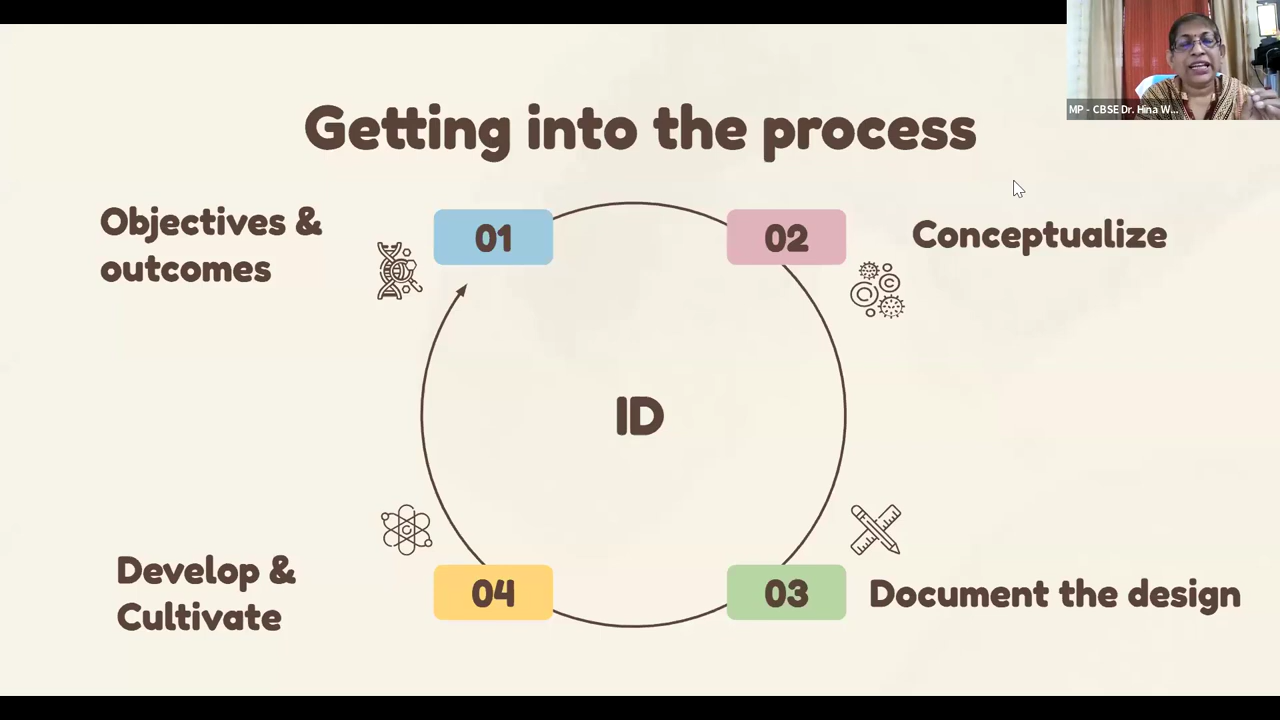 Getting into the process
MP - CBSE Dr. Hina W...
Objectives &
outcomes
01
02
Conceptualize
ID
Develop &
Cultivate
04
03
Document the design